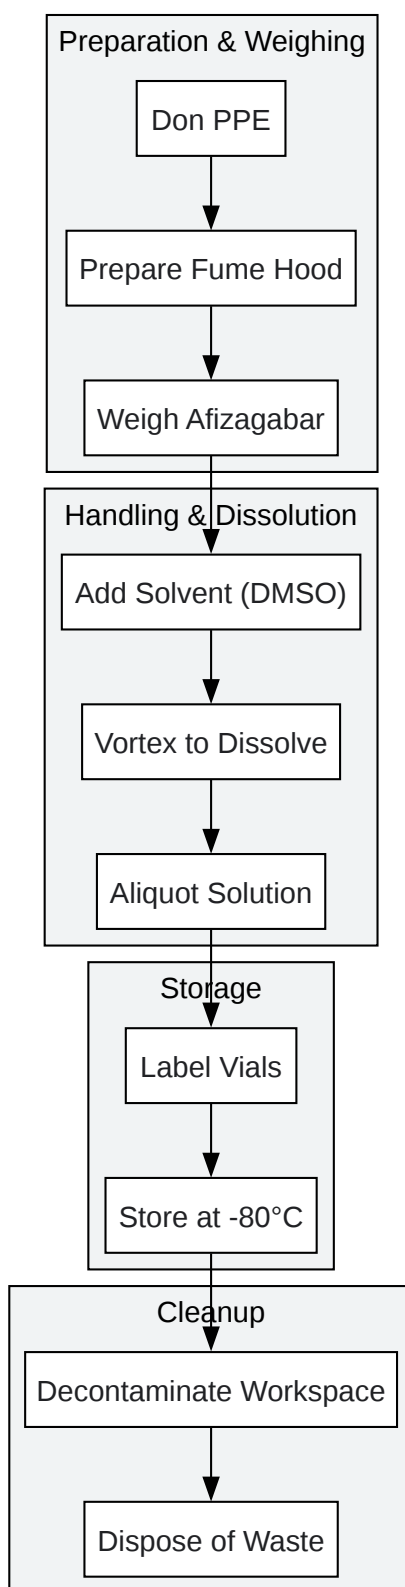 Preparation & Weighing
Don PPE
Prepare Fume Hood
Weigh Afizagabar
Handling & Dissolution
Add Solvent (DMSO)
Vortex to Dissolve
Aliquot Solution
Storage
Label Vials
Store at -80°C
Cleanup
Decontaminate Workspace
Dispose of Waste